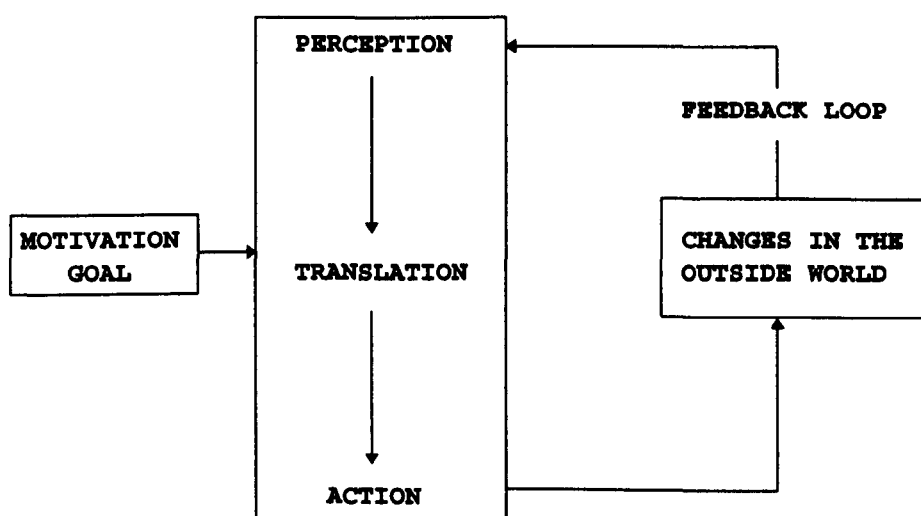 PERCEPTION
FEEDBACK LOOP
MOTIVATION
GOAL
TRANSLATION
CHANGES IN THE
OUTSIDE WORLD
ACTION